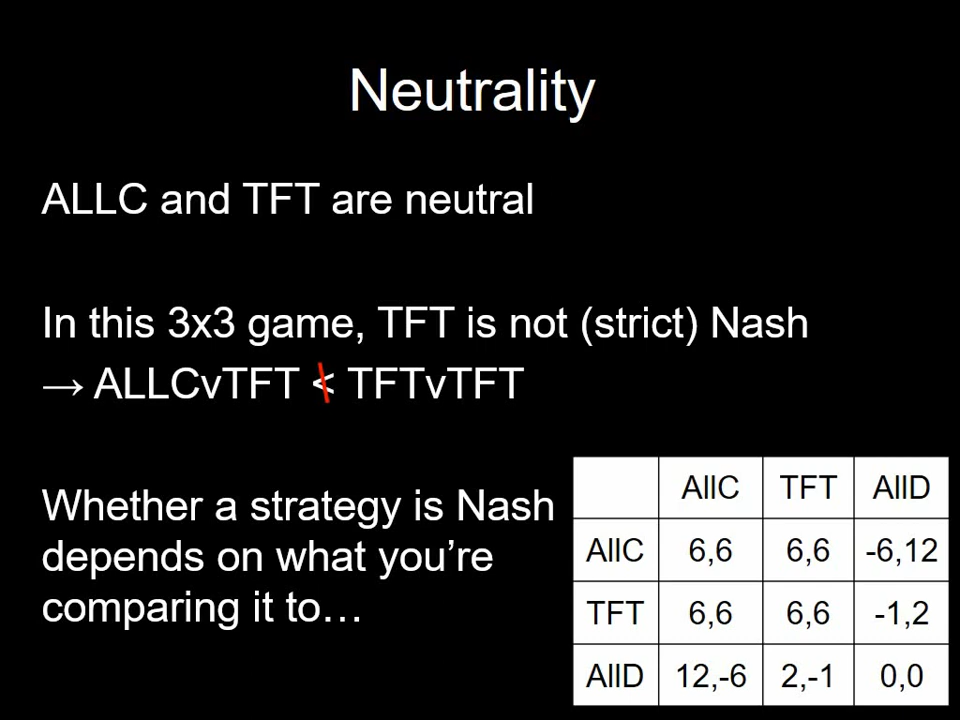 Neutrality
ALLC and TFT are neutral
In this 3x3 game, TFT is not (strict) Nash
→ ALLCvTFT < TFTvTFT
Whether a strategy is Nash
depends on what you’re
comparing it to…
AllC TFT AllD
AllC 6,6 6,6 -6,12
TFT 6,6 6,6 -1,2
AllD 12,-6 2,-1 0,0